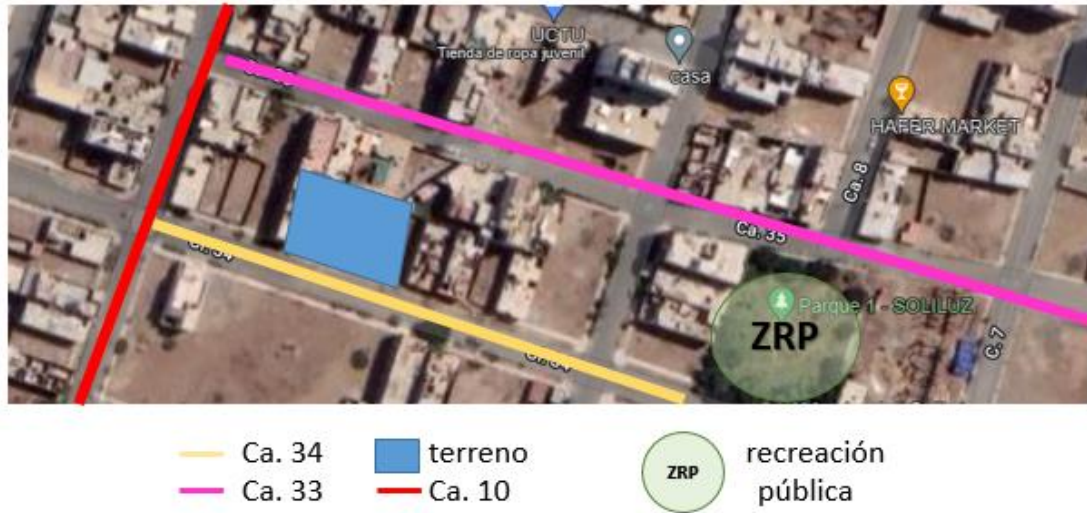 UCTU
Tienda de ropa juvenil
casa
HAFER MARKET
Ca. 8
Ca. 35
Parque 1 - SOLILUZ
ZRP
C. 7
Ca. 34
Ca. 33
terreno
Ca. 10
ZRP
recreación
pública